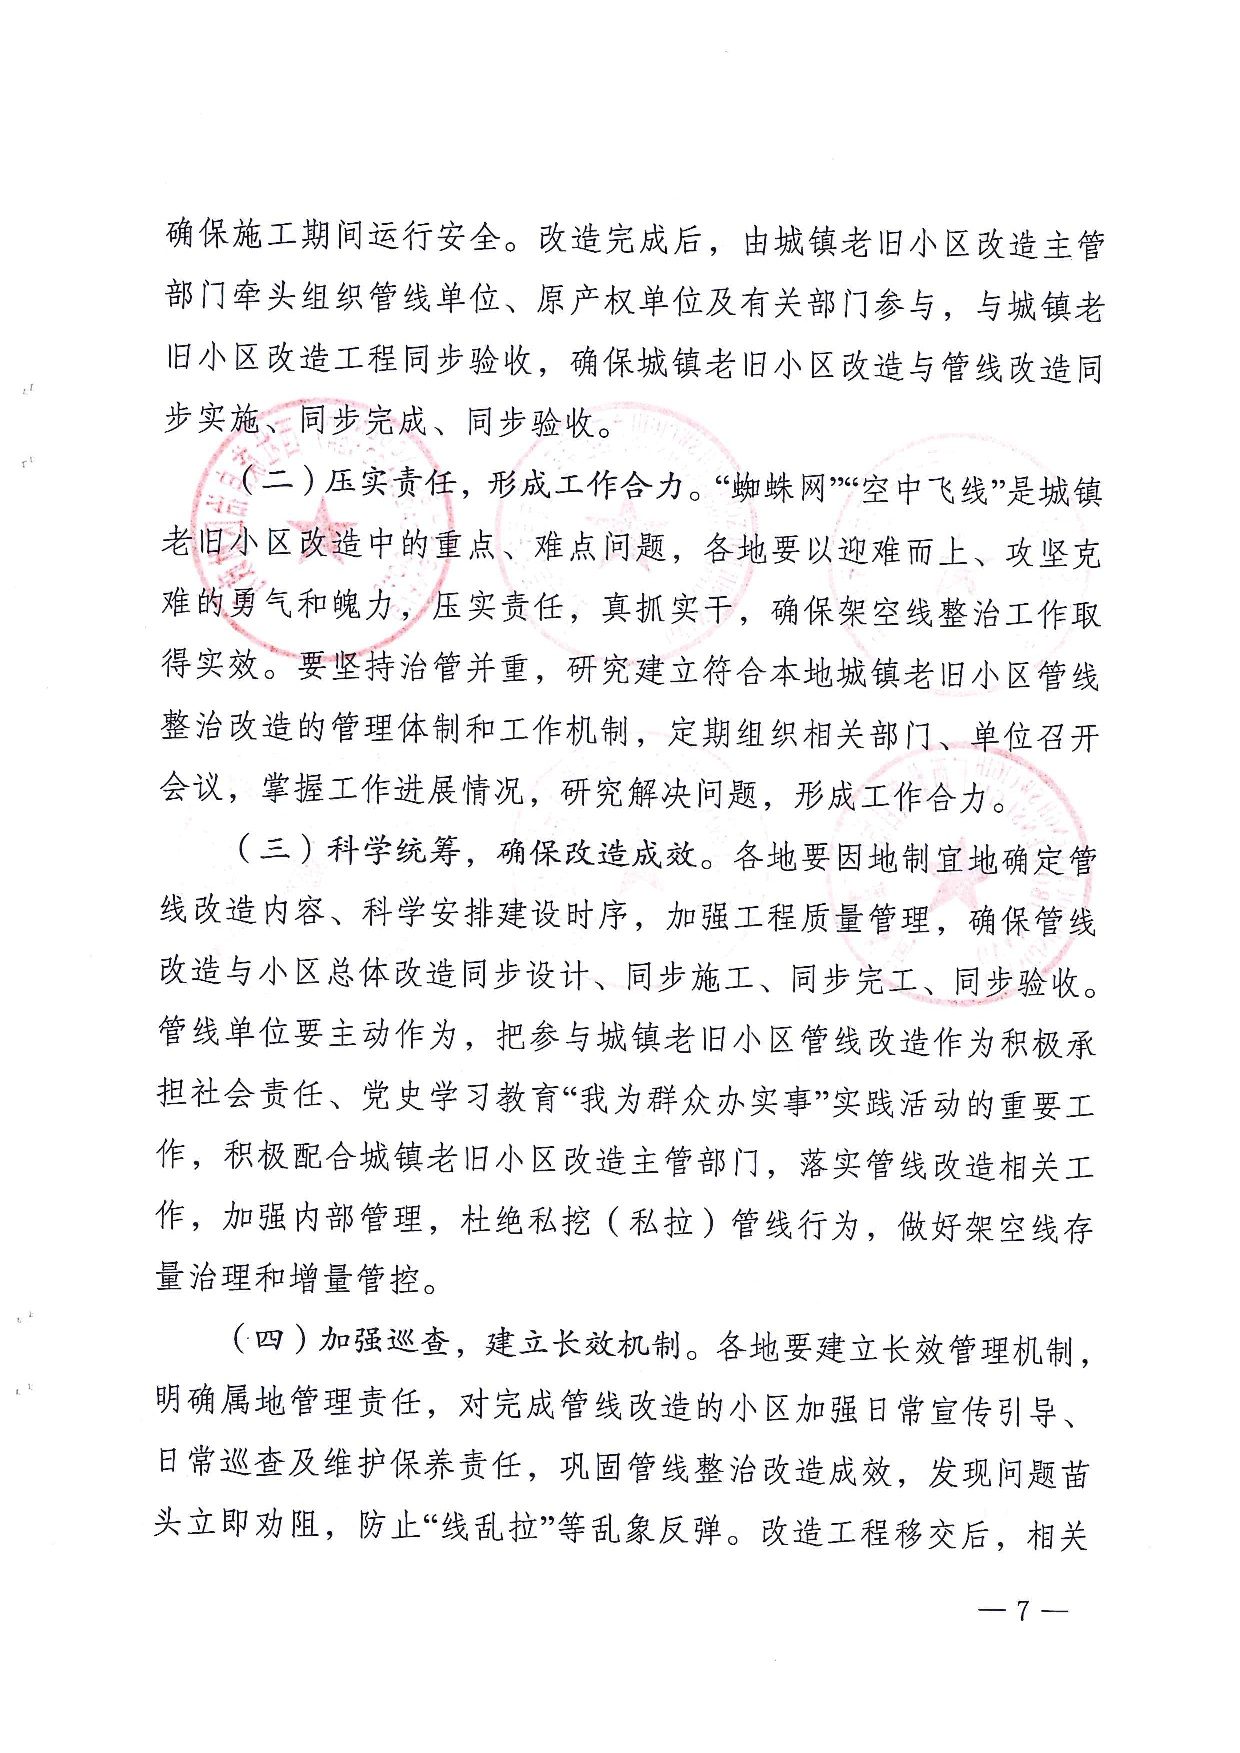 确保施工期间运行安全。改造完成后，由城镇老旧小区改造主管
部门牵头组织管线单位、原产权单位及有关部门参与，与城镇老
旧小区改造工程同步验收，确保城镇老旧小区改造与管线改造同
步实施、同步完成、同步验收。
（二）压实责任，形成工作合力。“蜘蛛网”“空中飞线”是城镇
老旧小区改造中的重点、难点问题，各地要以迎难而上、攻坚克
难的勇气和魄力，压实责任，真抓实干，确保架空线整治工作取
得实效。要坚持治管并重，研究建立符合本地城镇老旧小区管线
整治改造的管理体制和工作机制，定期组织相关部门、单位召开
会议，掌握工作进展情况，研究解决问题，形成工作合力。
（三）科学统筹，确保改造成效。各地要因地制宜地确定管
线改造内容、科学安排建设时序，加强工程质量管理，确保管线
改造与小区总体改造同步设计、同步施工、同步完工、同步验收。
管线单位要主动作为，把参与城镇老旧小区管线改造作为积极承
担社会责任、党史学习教育“我为群众办实事”实践活动的重要工
作，积极配合城镇老旧小区改造主管部门，落实管线改造相关工
作，加强内部管理，杜绝私挖（私拉）管线行为，做好架空线存
量治理和增量管控。
（四）加强巡查，建立长效机制。各地要建立长效管理机制，
明确属地管理责任，对完成管线改造的小区加强日常宣传引导、
日常巡查及维护保养责任，巩固管线整治改造成效，发现问题苗
头立即劝阻，防止“线乱拉”等乱象反弹。改造工程移交后，相关
— 7 —